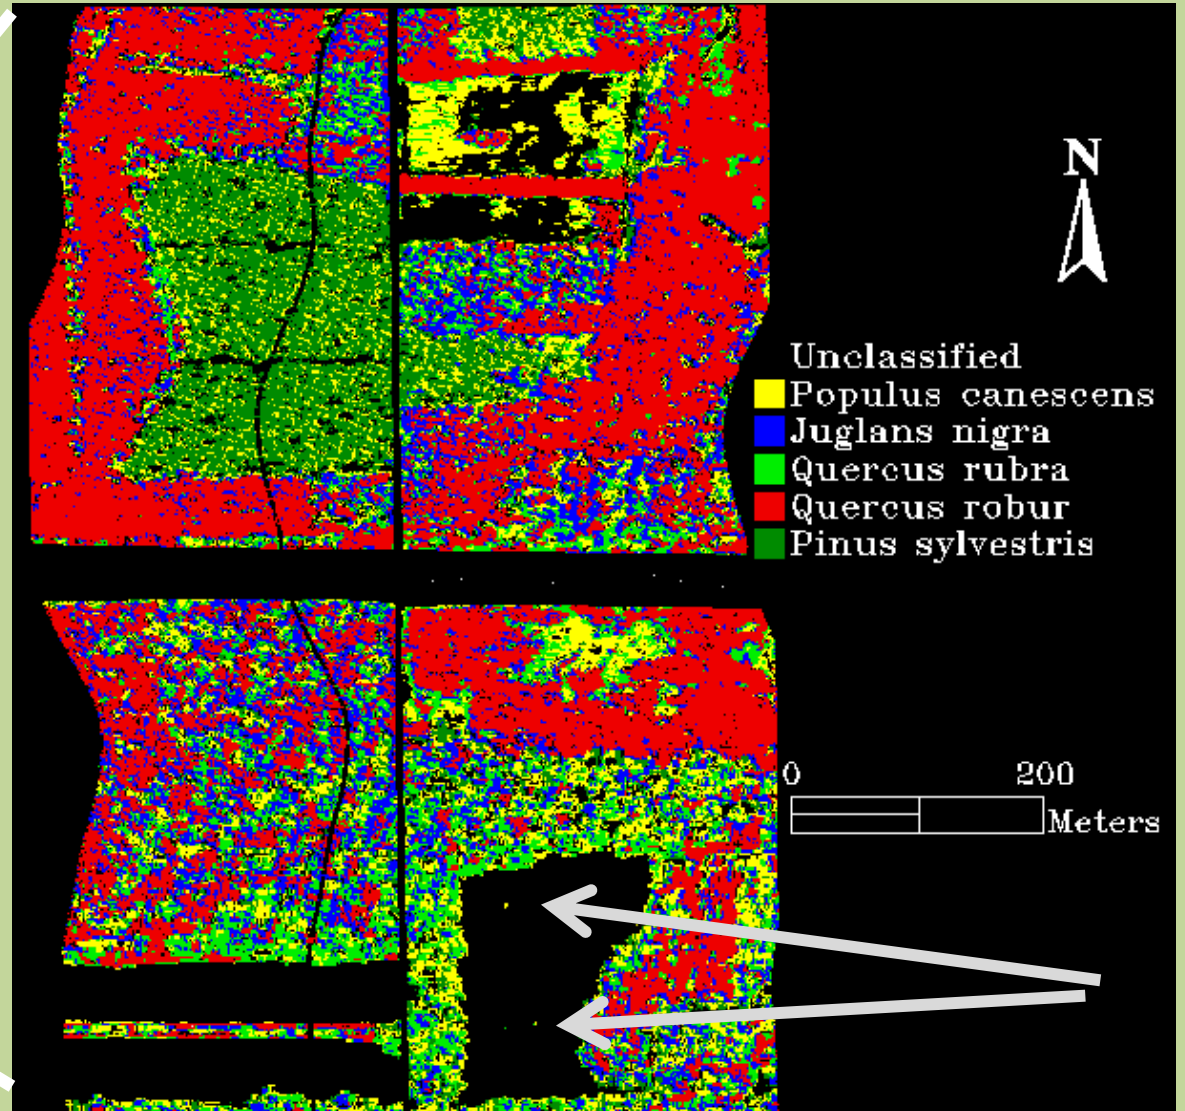 N
Unclassified
Populus canescens
Juglans nigra
Quercus rubra
Quercus robur
Pinus sylvestris
0 200
Meters